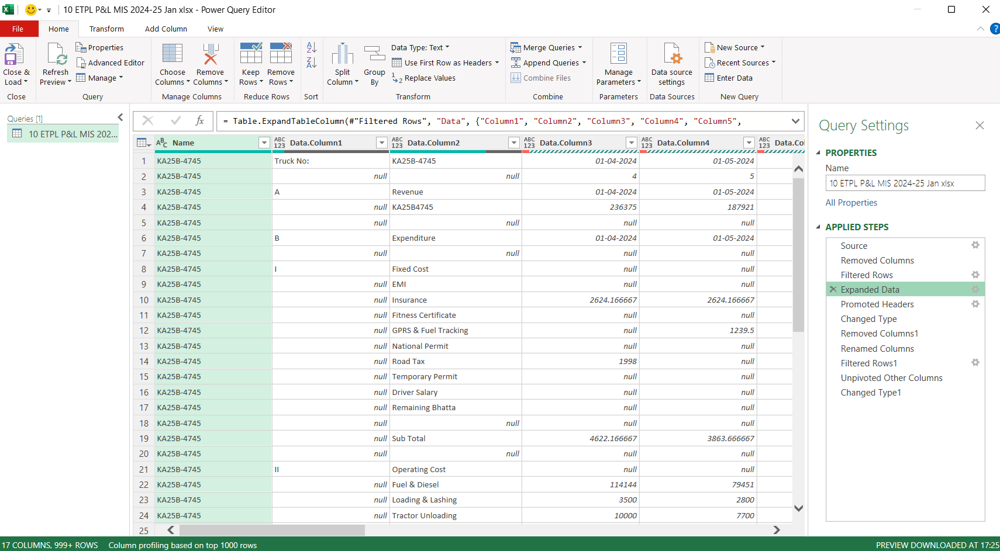 10 ETPL P&L MIS 2024-25 Jan xlsx - Power Query Editor
File Home Transform Add Column View
Close & Load
Close
Refresh Preview
Properties
Advanced Editor
Manage
Query
Choose Columns
Remove Columns
Manage Columns
Keep Rows
Remove Rows
Reduce Rows
A Z
Z A
Sort
Split Column
Group By
Data Type: Text
Use First Row as Headers
1 2 Replace Values
Transform
Merge Queries
Append Queries
Combine Files
Combine
Manage Parameters
Parameters
Data source settings
Data Sources
New Source
Recent Sources
Enter Data
New Query
Queries [1]
10 ETPL P&L MIS 202...
fx = Table.ExpandTableColumn(#"Filtered Rows", "Data", {"Column1", "Column2", "Column3", "Column4", "Column5",
ABC Name ABC 123 Data.Column1 ABC 123 Data.Column2 ABC 123 Data.Column3 ABC 123 Data.Column4 ABC 123 Data.Col
1 KA25B-4745 Truck No: KA25B-4745 01-04-2024 01-05-2024
2 KA25B-4745 null null 4 5
3 KA25B-4745 A Revenue 01-04-2024 01-05-2024
4 KA25B-4745 null KA25B4745 236375 187921
5 KA25B-4745 null null null null
6 KA25B-4745 B Expenditure 01-04-2024 01-05-2024
7 KA25B-4745 null null null null
8 KA25B-4745 I Fixed Cost null null
9 KA25B-4745 null EMI null null
10 KA25B-4745 null Insurance 2624.166667 2624.166667
11 KA25B-4745 null Fitness Certificate null null
12 KA25B-4745 null GPRS & Fuel Tracking null 1239.5
13 KA25B-4745 null National Permit null null
14 KA25B-4745 null Road Tax 1998 null
15 KA25B-4745 null Temporary Permit null null
16 KA25B-4745 null Driver Salary null null
17 KA25B-4745 null Remaining Bhatta null null
18 KA25B-4745 null null null null
19 KA25B-4745 null Sub Total 4622.166667 3863.666667
20 KA25B-4745 null null null null
21 KA25B-4745 II Operating Cost null null
22 KA25B-4745 null Fuel & Diesel 114144 79451
23 KA25B-4745 null Loading & Lashing 3500 2800
24 KA25B-4745 null Tractor Unloading 10000 7700
25
Query Settings
PROPERTIES
Name
10 ETPL P&L MIS 2024-25 Jan xlsx
All Properties
APPLIED STEPS
Source
Removed Columns
Filtered Rows
Expanded Data
Promoted Headers
Changed Type
Removed Columns1
Renamed Columns
Filtered Rows1
Unpivoted Other Columns
Changed Type1
17 COLUMNS, 999+ ROWS Column profiling based on top 1000 rows PREVIEW DOWNLOADED AT 17:25